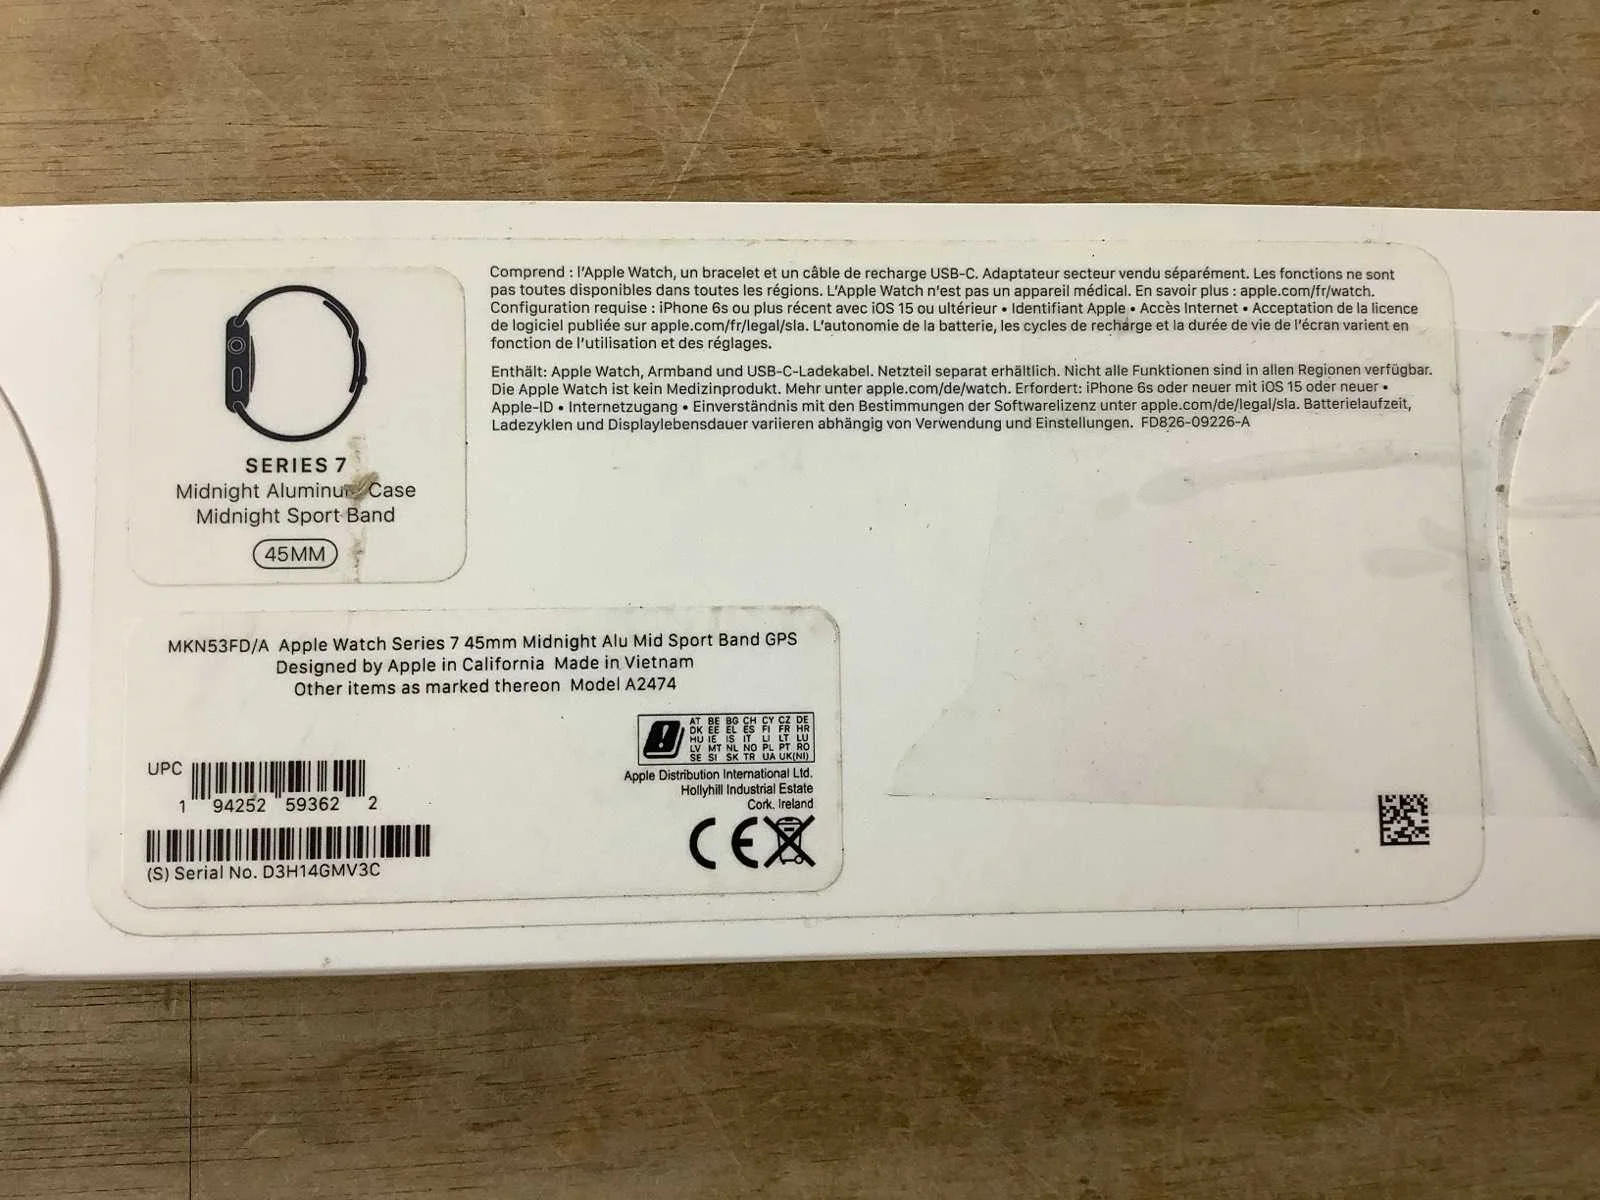 SERIES 7
Midnight Aluminum Case
Midnight Sport Band
45MM
Comprend : l'Apple Watch, un bracelet et un câble de recharge USB-C. Adaptateur secteur vendu séparément. Les fonctions ne sont
pas toutes disponibles dans toutes les régions. L'Apple Watch n'est pas un appareil médical. En savoir plus : apple.com/fr/watch.
Configuration requise : iPhone 6s ou plus récent avec iOS 15 ou ultérieur • Identifiant Apple • Accès Internet • Acceptation de la licence
de logiciel publiée sur apple.com/fr/legal/sla. L'autonomie de la batterie, les cycles de recharge et la durée de vie de l'écran varient en
fonction de l'utilisation et des réglages.
Enthält: Apple Watch, Armband und USB-C-Ladekabel. Netzteil separat erhältlich. Nicht alle Funktionen sind in allen Regionen verfügbar.
Die Apple Watch ist kein Medizinprodukt. Mehr unter apple.com/de/watch. Erfordert: iPhone 6s oder neuer mit iOS 15 oder neuer •
Apple-ID • Internetzugang • Einverständnis mit den Bestimmungen der Softwarelizenz unter apple.com/de/legal/sla. Batterielaufzeit,
Ladezyklen und Displaylebensdauer variieren abhängig von Verwendung und Einstellungen. FD826-09226-A
MKN53FD/A Apple Watch Series 7 45mm Midnight Alu Mid Sport Band GPS
Designed by Apple in California Made in Vietnam
Other items as marked thereon Model A2474
AT BE BG CH CY CZ DE
DK EE EL ES FI FR HR
HU IE IS IT LI LT LU
LV MT NL NO PL PT RO
SE SI SK TR UA UK(NI)
Apple Distribution International Ltd.
Hollyhill Industrial Estate
Cork, Ireland
CE
UPC
1 94252 59362 2
(S) Serial No. D3H14GMV3C